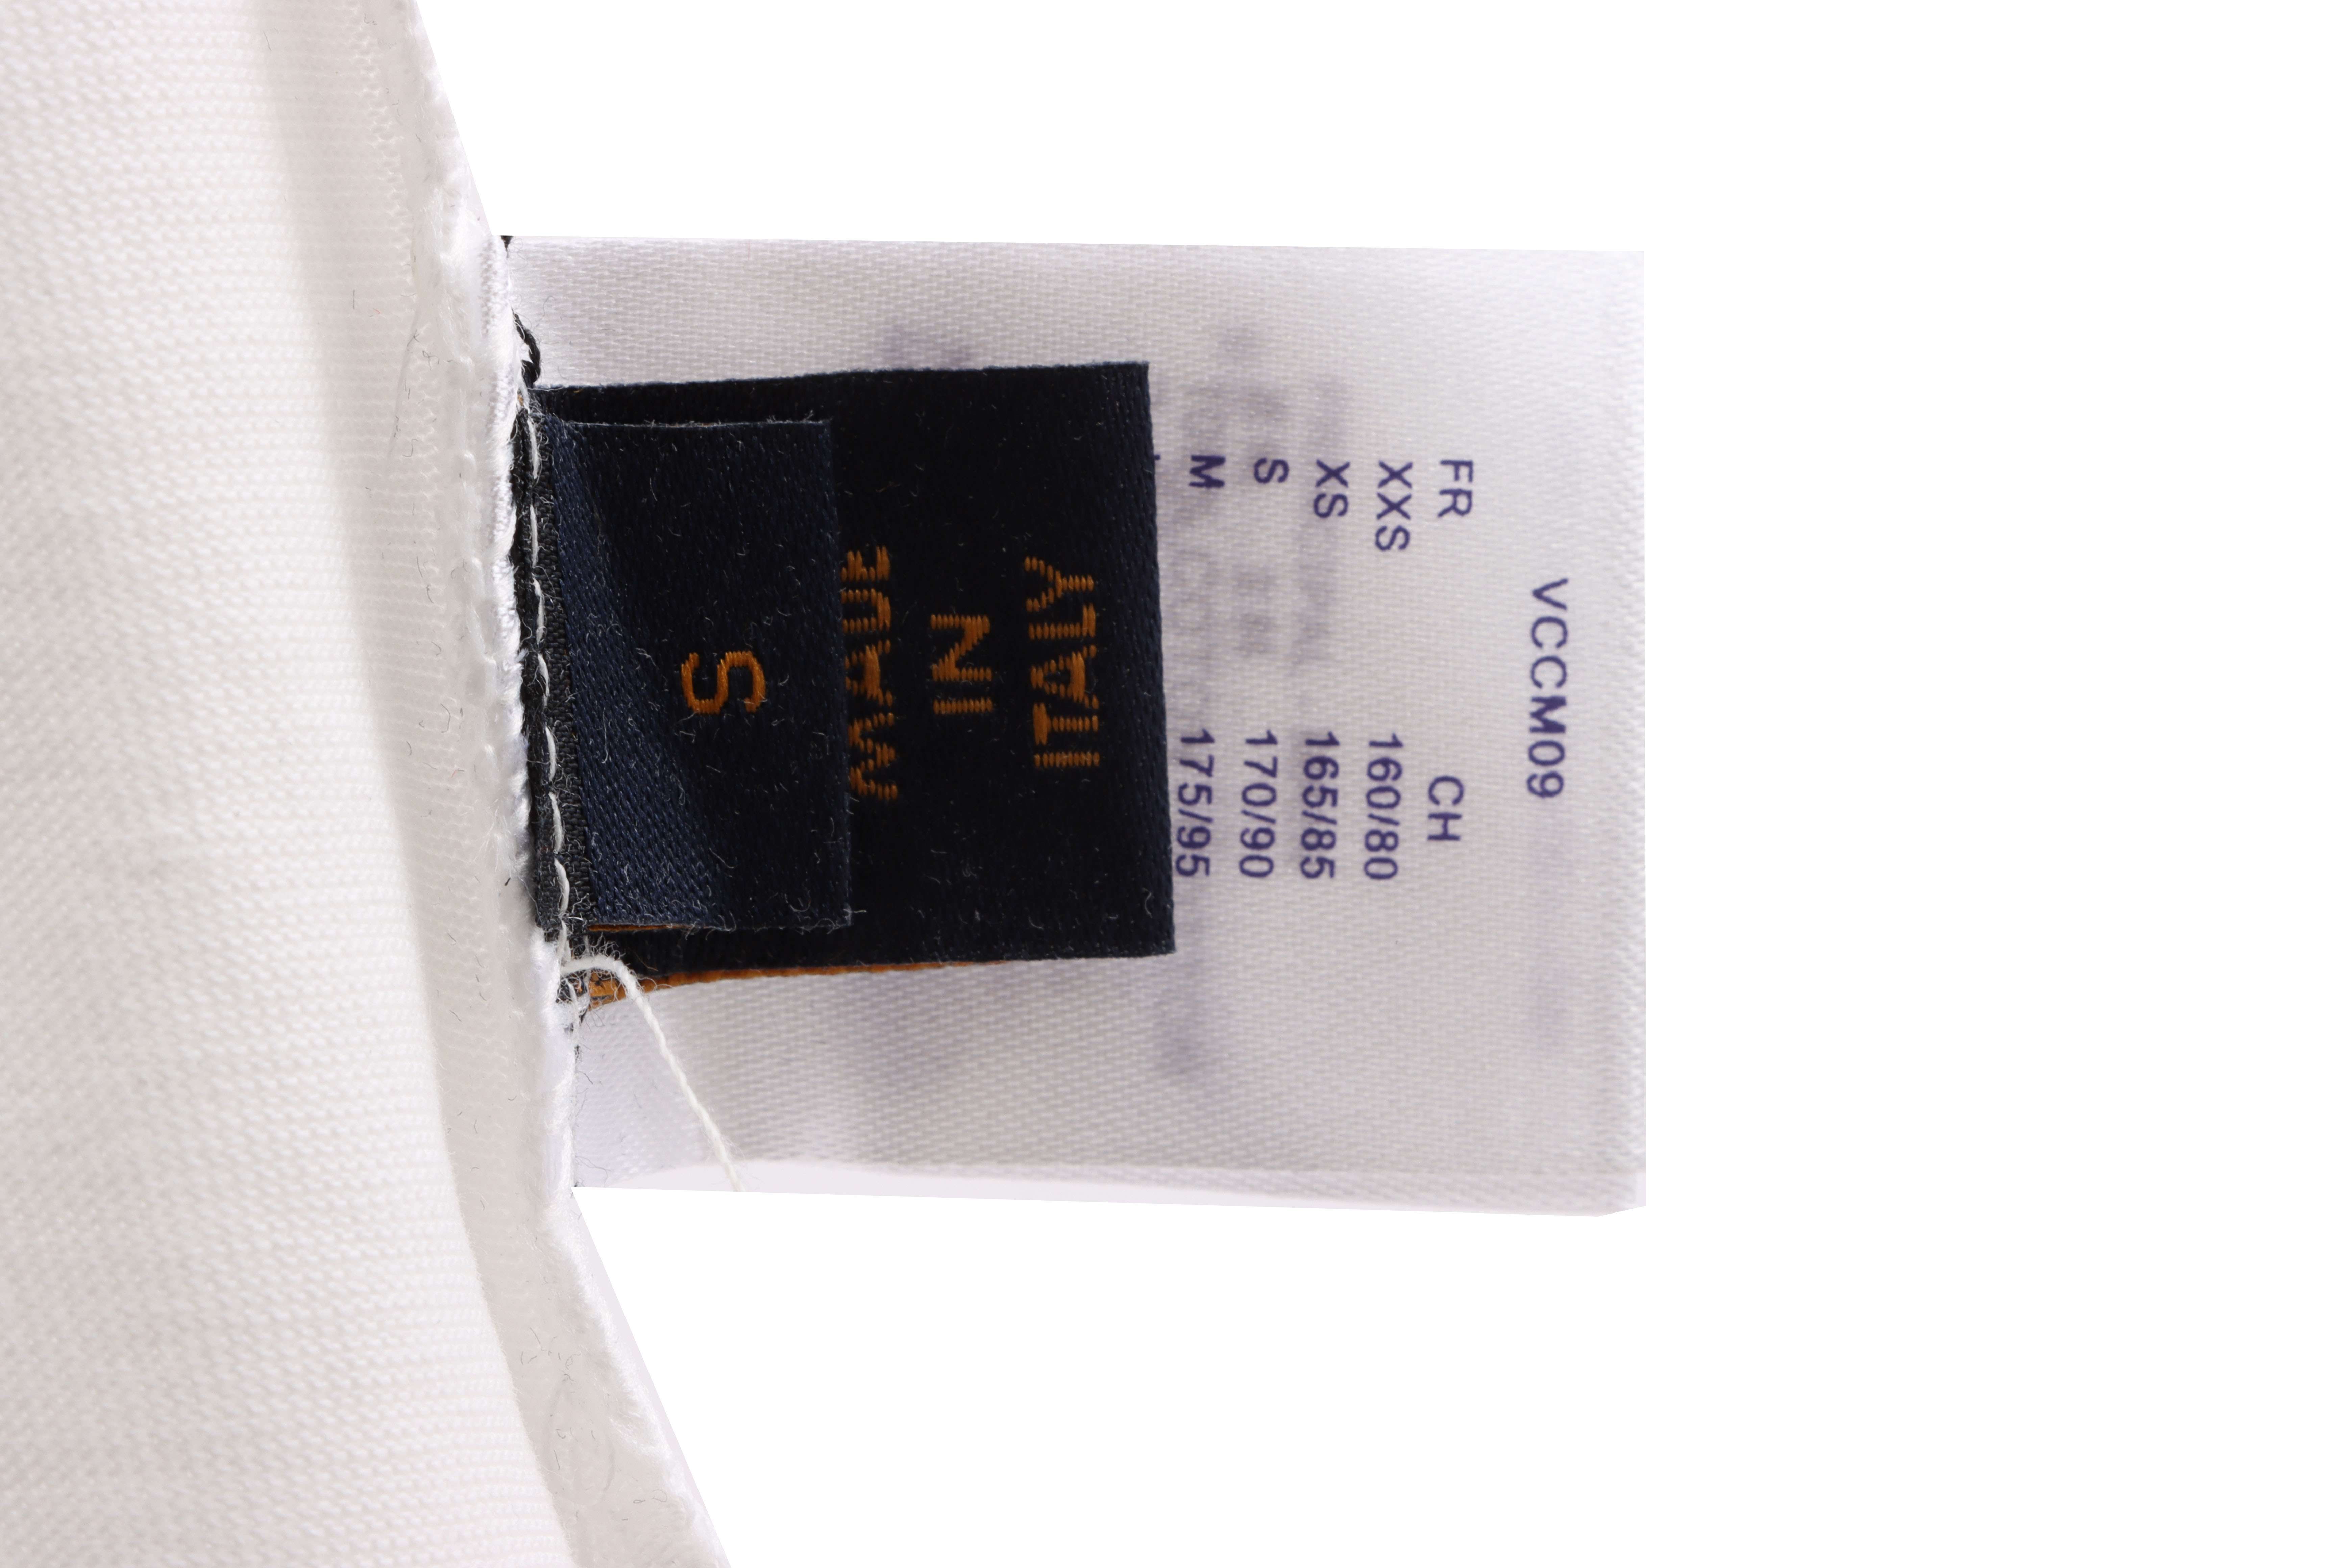 VCCM09
FR CH
XXS 160/80
XS 165/85
S 170/90
M 175/95
S
MADE
IN
ITALY